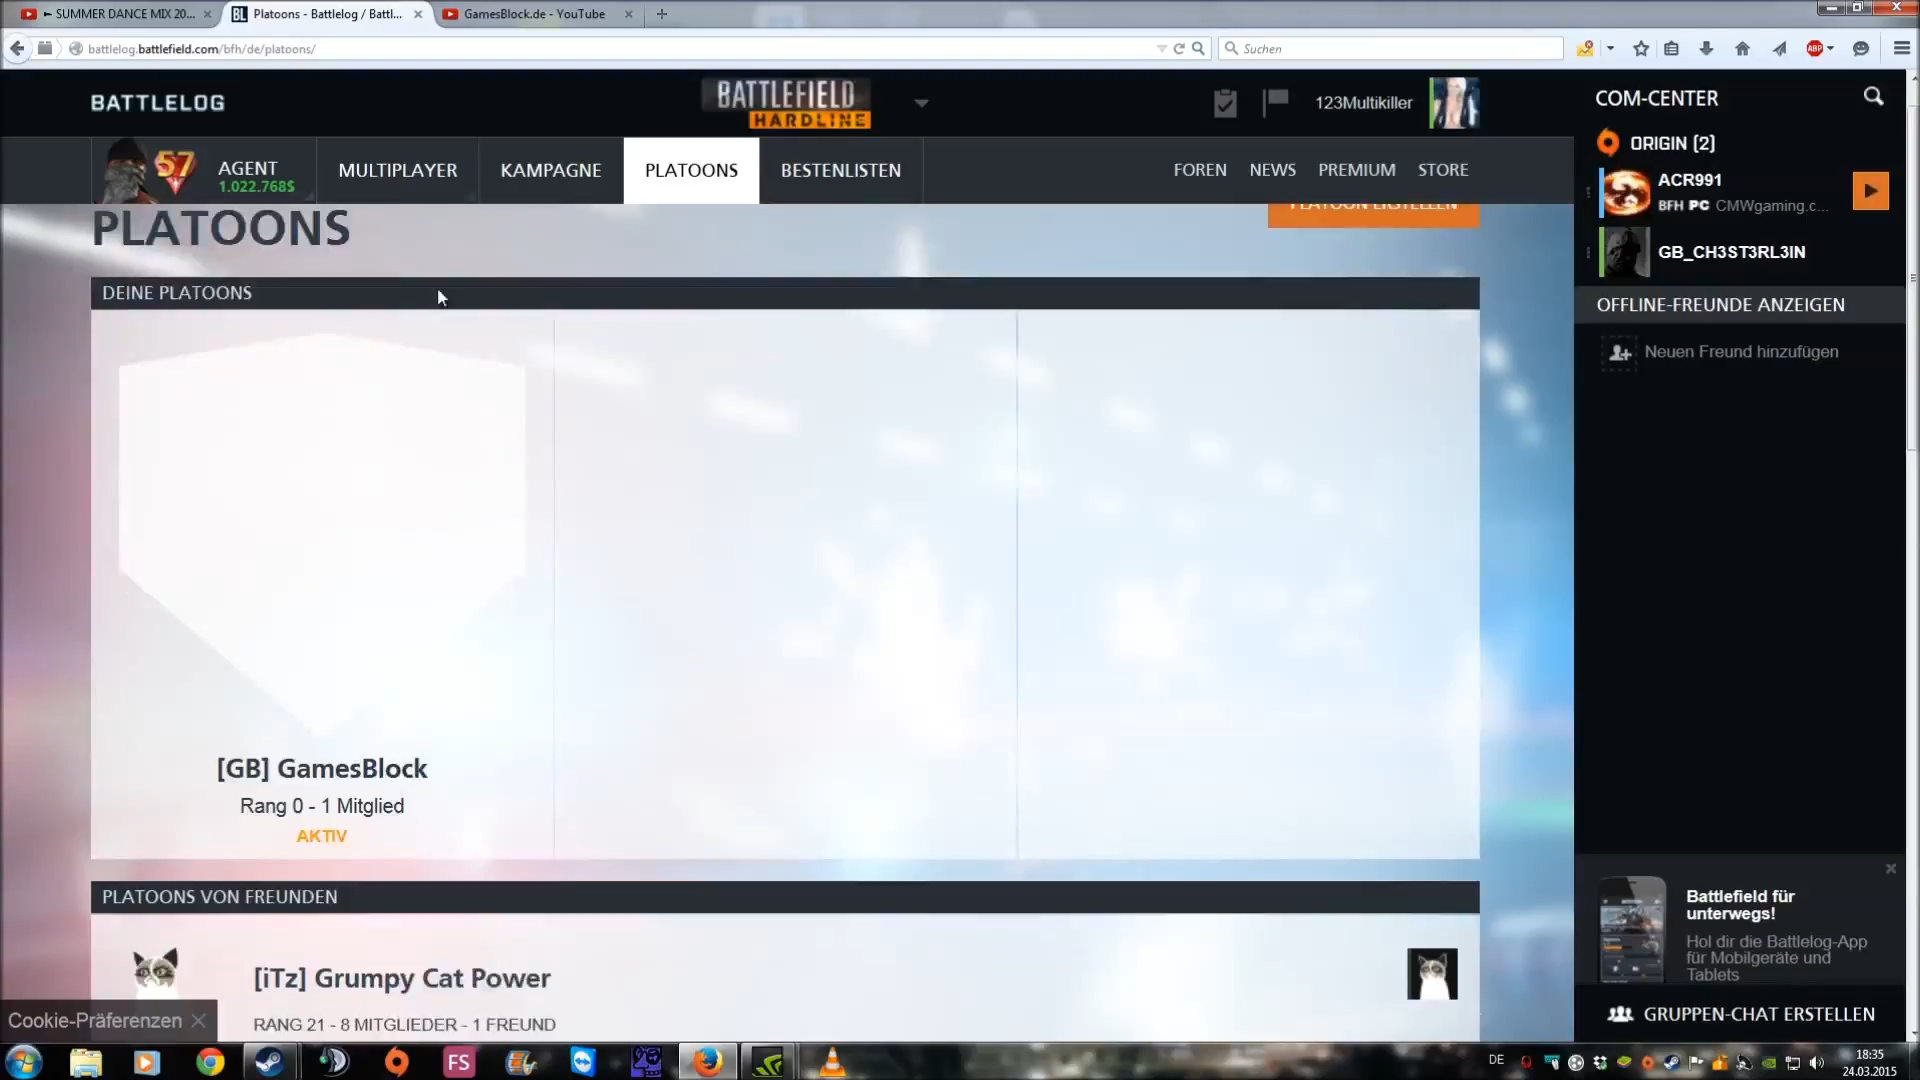 ► SUMMER DANCE MIX 20...
BL Platoons - Battlelog / Battl...
GamesBlock.de - YouTube
battlelog.battlefield.com/bfh/de/platoons/
Suchen
ABP
BATTLELOG
BATTLEFIELD
HARDLINE
123Multikiller
57
AGENT
1.022.768$
MULTIPLAYER
KAMPAGNE
PLATOONS
BESTENLISTEN
FOREN
NEWS
PREMIUM
STORE
PLATOONS
PLATOON ERSTELLEN
DEINE PLATOONS
[GB] GamesBlock
Rang 0 - 1 Mitglied
AKTIV
PLATOONS VON FREUNDEN
[iTz] Grumpy Cat Power
RANG 21 - 8 MITGLIEDER - 1 FREUND
Cookie-Präferenzen
COM-CENTER
ORIGIN [2]
ACR991
BFH PC CMWgaming.c...
GB_CH3ST3RL3IN
OFFLINE-FREUNDE ANZEIGEN
Neuen Freund hinzufügen
Battlefield für
unterwegs!
Hol dir die Battlelog-App
für Mobilgeräte und
Tablets
GRUPPEN-CHAT ERSTELLEN
FS
DE
18:35
24.03.2015